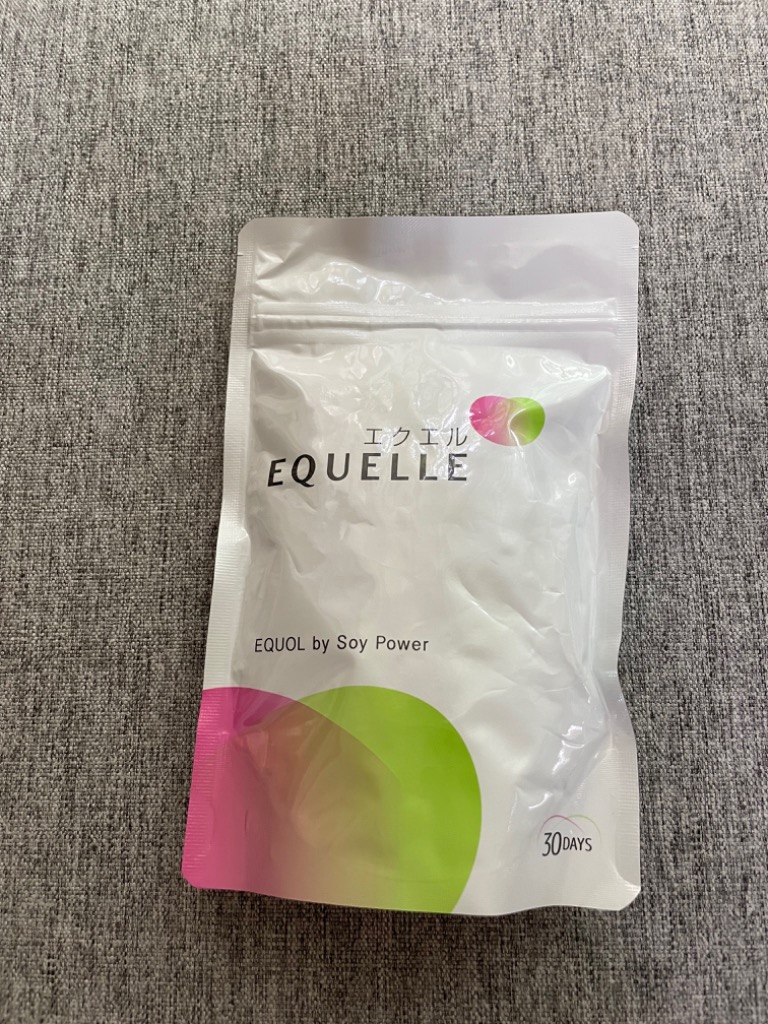 エクエル
EQUELLE
EQUOL by Soy Power
30DAYS